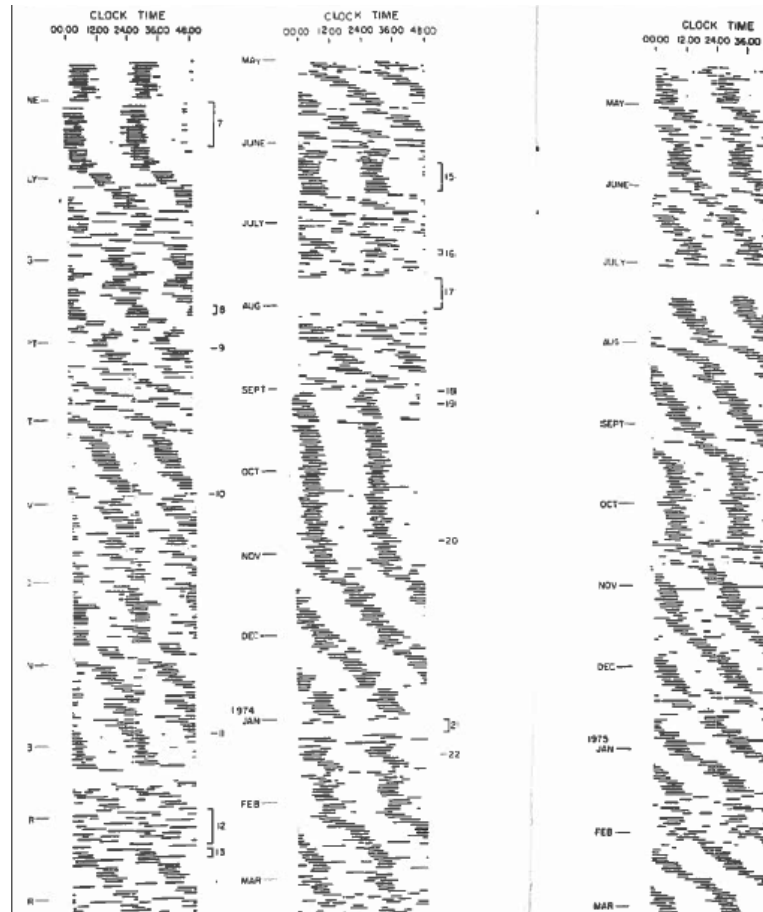 CLOCK TIME
00.00 12.00 24.00 36.00 48.00
NE
7
LY
G
8
PT
9
T
10
V
C
N
11
B
12
R
13
R
CLOCK TIME
00.00 12.00 24.00 36.00 48.00
MAY
JUNE
15
JULY
16
17
AUG
SEPT
18
19
OCT
20
NOV
DEC
1974
JAN
21
22
FEB
MAR
CLOCK TIME
00.00 12.00 24.00 36.00
MAY
JUNE
JULY
AUG
SEPT
OCT
NOV
DEC
1975
JAN
FEB
MAR